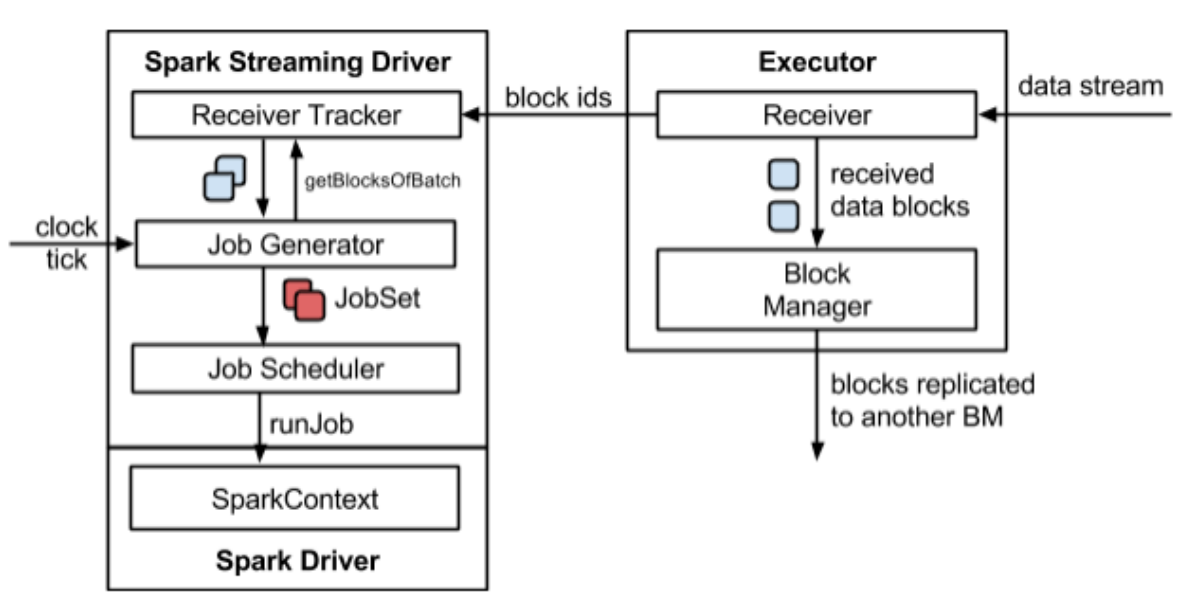 Spark Streaming Driver
Receiver Tracker
getBlocksOfBatch
clock
tick
Job Generator
JobSet
Job Scheduler
runJob
SparkContext
Spark Driver
block ids
Executor
data stream
Receiver
received
data blocks
Block
Manager
blocks replicated
to another BM